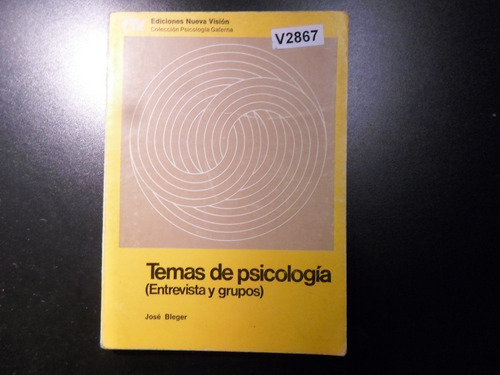 Ediciones Nueva Visión
Colección Psicología Galerna
V2867
Temas de psicología
(Entrevista y grupos)
José Bleger